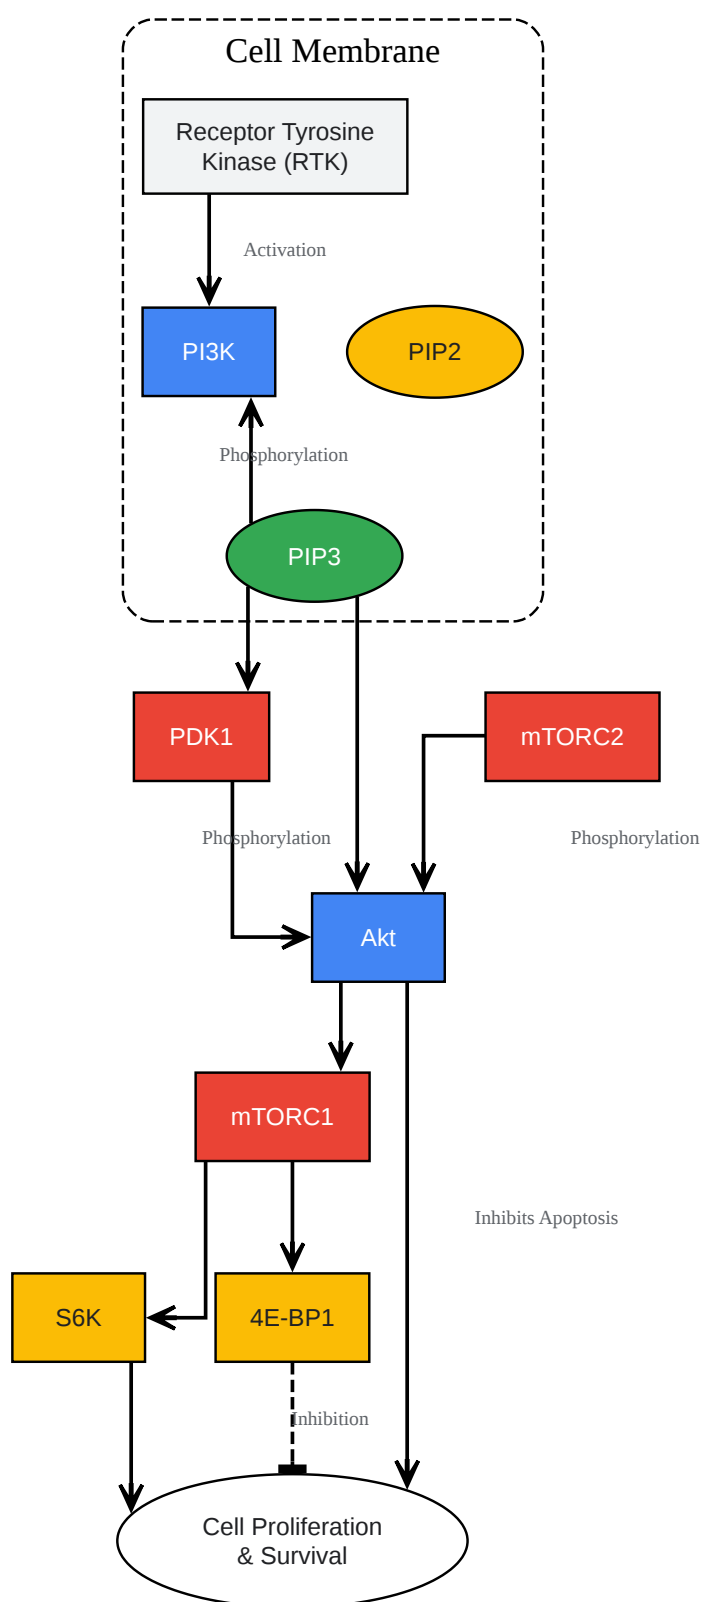 Cell Membrane
Receptor Tyrosine
Kinase (RTK)
Activation
PI3K
PIP2
Phosphorylation
PIP3
PDK1
mTORC2
Phosphorylation
Phosphorylation
Akt
mTORC1
Inhibits Apoptosis
S6K
4E-BP1
Inhibition
Cell Proliferation
& Survival